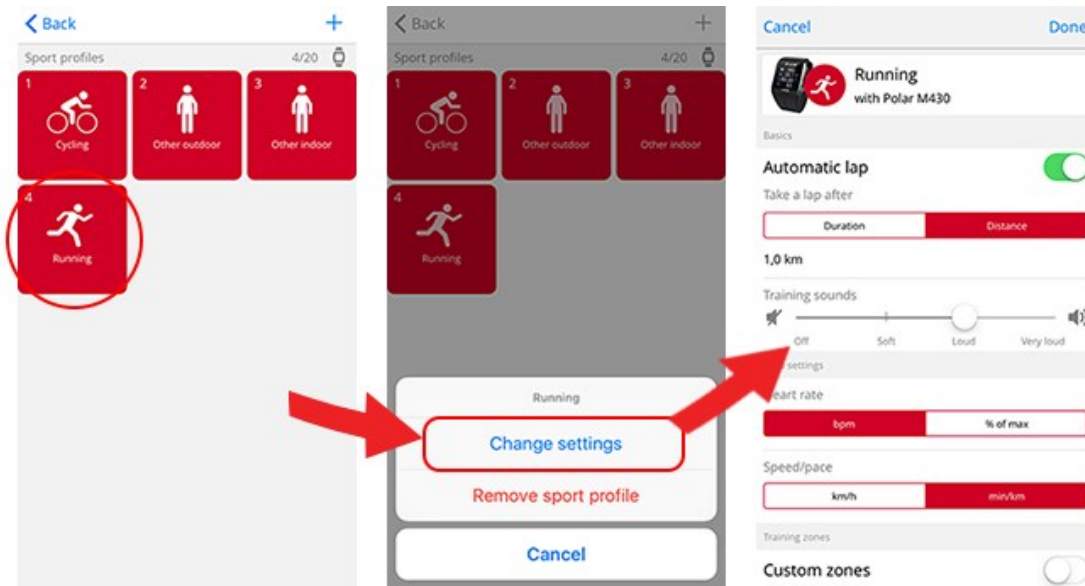 Back
Sport profiles 4/20
1 2 3
Cycling Other outdoor Other indoor
4
Running
Back
Sport profiles 4/20
1 2 3
Cycling Other outdoor Other indoor
4
Running
Running
Change settings
Remove sport profile
Cancel
Cancel Done
Running
with Polar M430
Basics
Automatic lap
Take a lap after
Duration Distance
1,0 km
Training sounds
Off Soft Loud Very loud
settings
eart rate
bpm % of max
Speed/pace
km/h min/km
Training zones
Custom zones